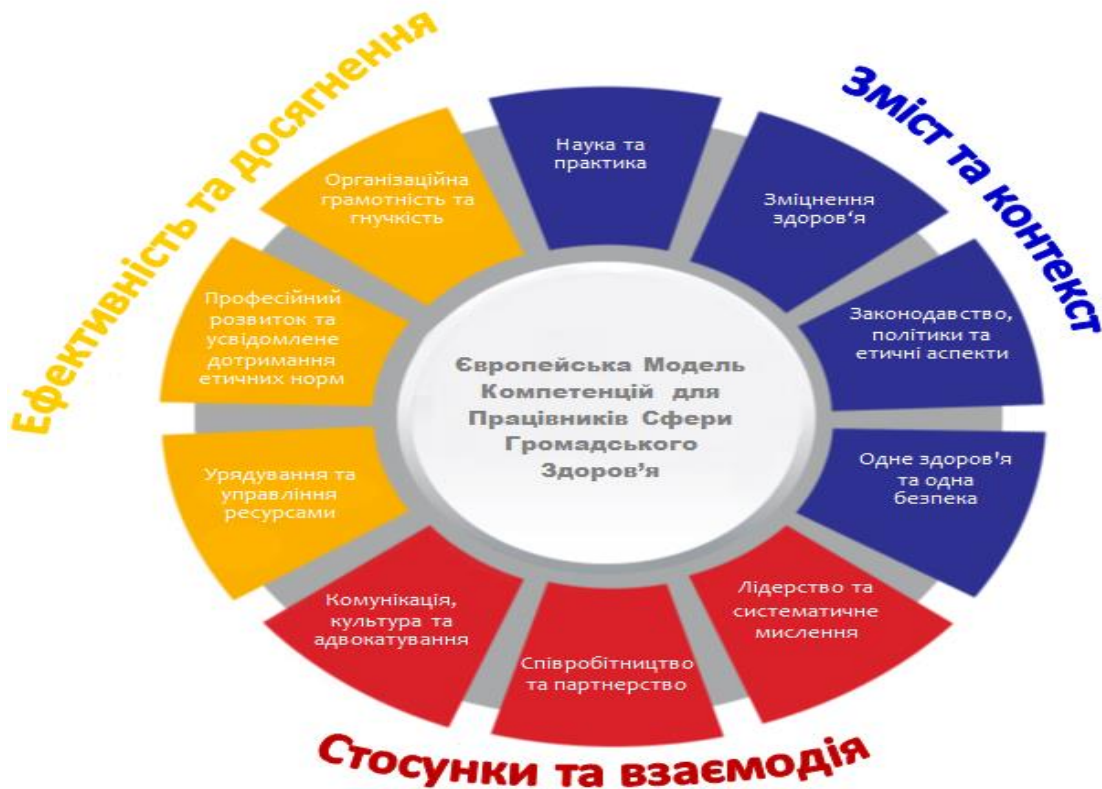 Ефективність та досягнення
Зміст та контекст
Наука та
практика
Зміцнення
здоров‘я
Законодавство,
політики та
етичні аспекти
Одне здоров'я
та одна
безпека
Лідерство та
систематичне
мислення
Співробітництво
та партнерство
Комунікація,
культура та
адвокатування
Урядування та
управління
ресурсами
Професійний
розвиток та
усвідомлене
дотримання
етичних норм
Організаційна
грамотність та
гнучкість
Європейська Модель
Компетенцій для
Працівників Сфери
Громадського
Здоров’я
Стосунки та взаємодія